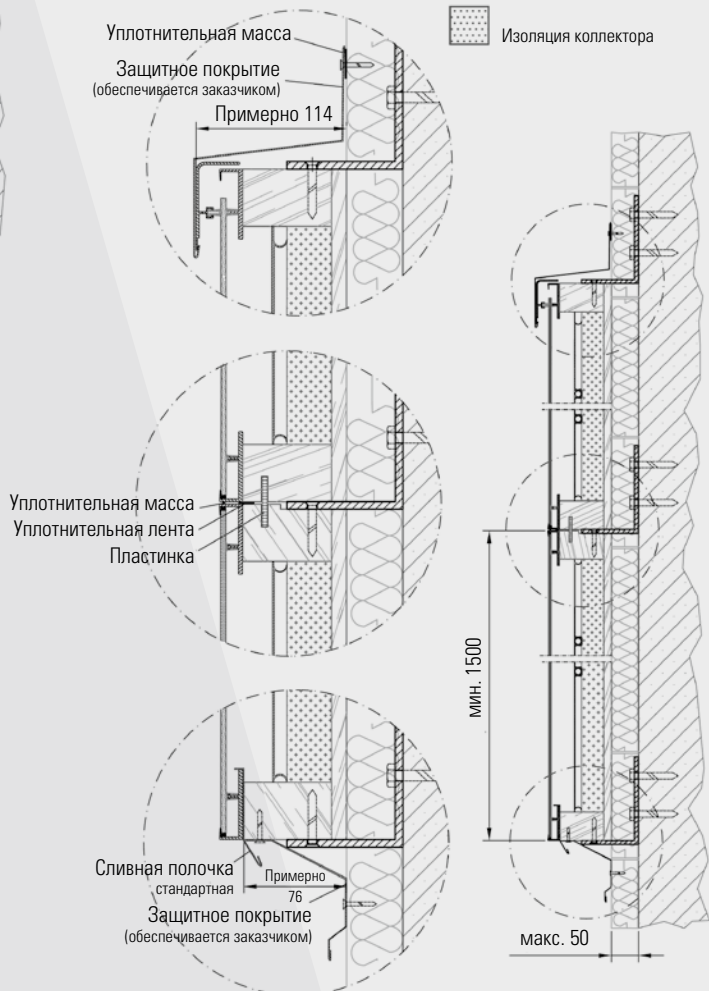 Уплотнительная масса
Изоляция коллектора
Защитное покрытие
(обеспечивается заказчиком)
Примерно 114
Уплотнительная масса
Уплотнительная лента
Пластинка
мин. 1500
Сливная полочка
стандартная
Примерно
76
Защитное покрытие
(обеспечивается заказчиком)
макс. 50